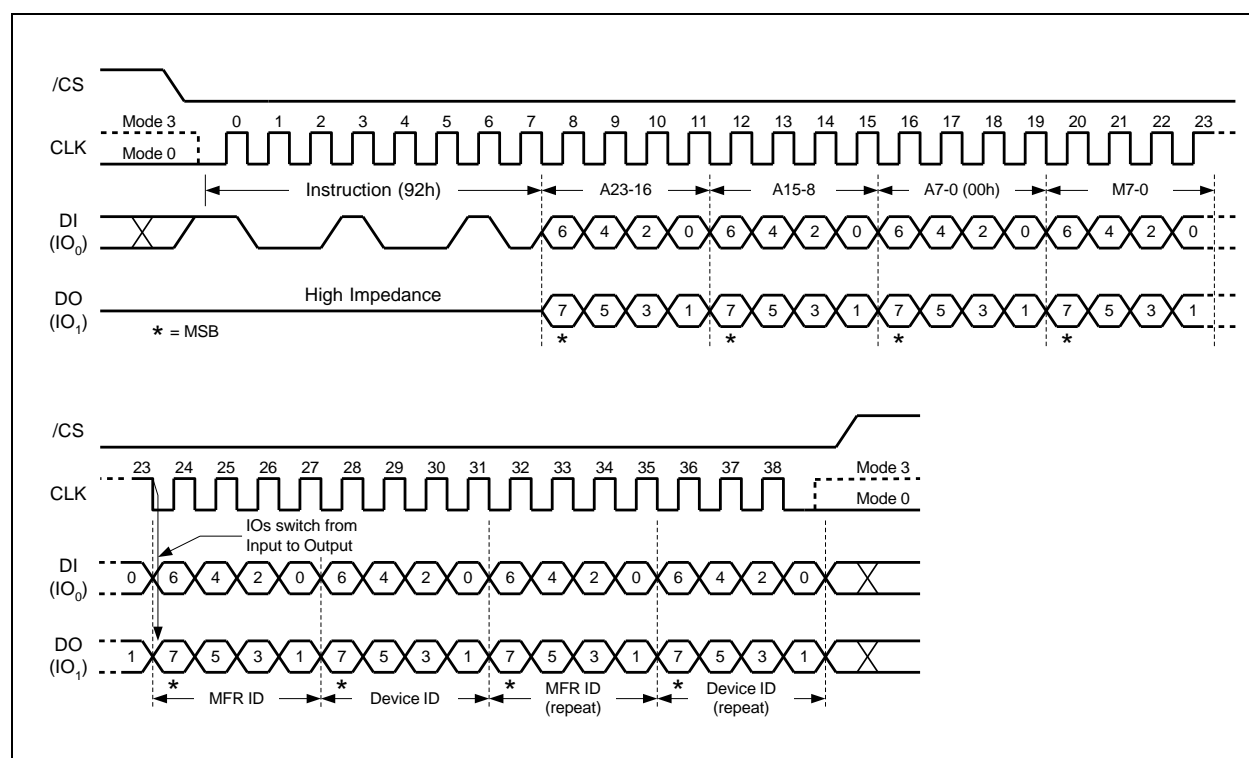 /CS
Mode 3
0 1 2 3 4 5 6 7 8 9 10 11 12 13 14 15 16 17 18 19 20 21 22 23
CLK
Mode 0
Instruction (92h) A23-16 A15-8 A7-0 (00h) M7-0
DI
(IO0)
6 4 2 0 6 4 2 0 6 4 2 0 6 4 2 0
High Impedance
DO
(IO1)
7 5 3 1 7 5 3 1 7 5 3 1 7 5 3 1
* = MSB
* * * *
/CS
23 24 25 26 27 28 29 30 31 32 33 34 35 36 37 38
Mode 3
CLK
Mode 0
IOs switch from
Input to Output
DI
(IO0)
0 6 4 2 0 6 4 2 0 6 4 2 0 6 4 2 0
DO
(IO1)
1 7 5 3 1 7 5 3 1 7 5 3 1 7 5 3 1
* * * *
MFR ID Device ID MFR ID
(repeat)
Device ID
(repeat)